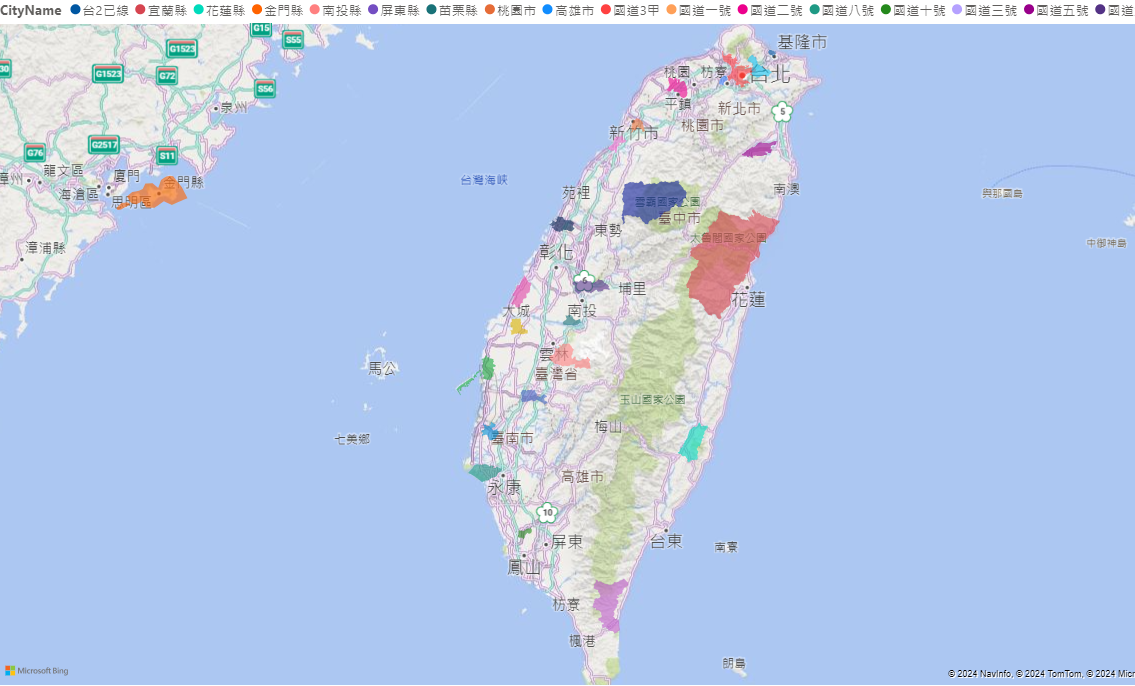 CityName 台2已線 宜蘭縣 花蓮縣 金門縣 南投縣 屏東縣 苗栗縣 桃園市 高雄市 國道3甲 國道一號 國道二號 國道八號 國道十號 國道三號 國道五號 國道
G15
S55
G1523
基隆市
30
G1523
G72
桃園 枋寮 台北
S56
泉州
平鎮
新北市
5
桃園市
新竹市
G2517
G76
S11
龍文區 廈門
漳州
金門縣
台灣海峽
海滄區
思明區
苑裡
南澳
與那國島
雪霸國家公園
臺中市
東勢
太魯閣國家公園
中御神島
漳浦縣
彰化
6
埔里
花蓮
大城
南投
雲林
馬公
臺灣省
玉山國家公園
梅山
七美鄉
臺南市
高雄市
永康
10
屏東
台東
南寮
鳳山
枋寮
楓港
朗島
Microsoft Bing
© 2024 NavInfo, © 2024 TomTom, © 2024 Micr